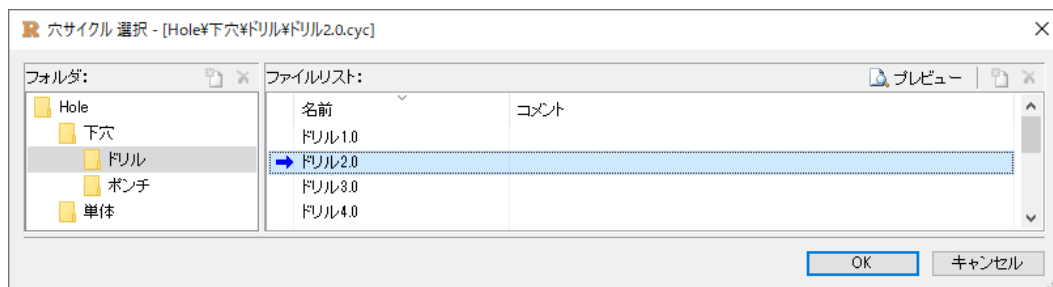 R 穴サイクル 選択 - [Hole¥下穴¥ドリル¥ドリル2.0.cyc]
フォルダ:
Hole
下穴
ドリル
ポンチ
単体
ファイルリスト:
プレビュー
名前 コメント
ドリル1.0
ドリル2.0
ドリル3.0
ドリル4.0
OK キャンセル